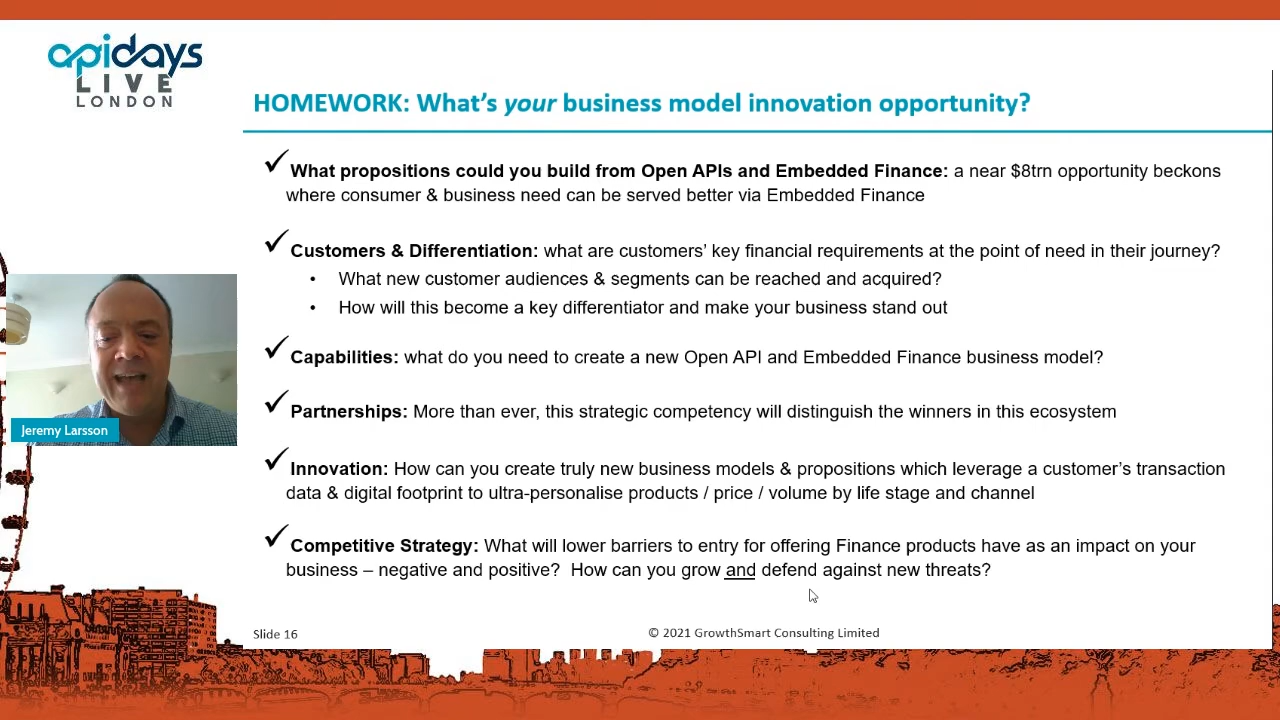 apidays
LIVE
LONDON
HOMEWORK: What's your business model innovation opportunity?
✓ What propositions could you build from Open APIs and Embedded Finance: a near $8trn opportunity beckons
where consumer & business need can be served better via Embedded Finance
✓ Customers & Differentiation: what are customers' key financial requirements at the point of need in their journey?
• What new customer audiences & segments can be reached and acquired?
• How will this become a key differentiator and make your business stand out
✓ Capabilities: what do you need to create a new Open API and Embedded Finance business model?
✓ Partnerships: More than ever, this strategic competency will distinguish the winners in this ecosystem
✓ Innovation: How can you create truly new business models & propositions which leverage a customer's transaction
data & digital footprint to ultra-personalise products / price / volume by life stage and channel
✓ Competitive Strategy: What will lower barriers to entry for offering Finance products have as an impact on your
business – negative and positive? How can you grow and defend against new threats?
Jeremy Larsson
Slide 16
© 2021 GrowthSmart Consulting Limited